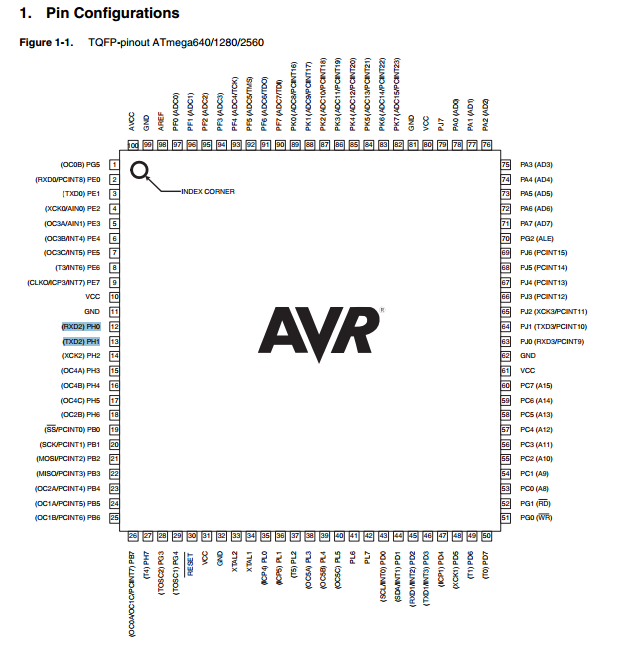 1. Pin Configurations
Figure 1-1. TQFP-pinout ATmega640/1280/2560
AVCC
GND
AREF
PF0 (ADC0)
PF1 (ADC1)
PF2 (ADC2)
PF3 (ADC3)
PF4 (ADC4/TCK)
PF5 (ADC5/TMS)
PF6 (ADC6/TDO)
PF7 (ADC7/TDI)
PK0 (ADC8/PCINT16)
PK1 (ADC9/PCINT17)
PK2 (ADC10/PCINT18)
PK3 (ADC11/PCINT19)
PK4 (ADC12/PCINT20)
PK5 (ADC13/PCINT21)
PK6 (ADC14/PCINT22)
PK7 (ADC15/PCINT23)
GND
VCC
PJ7
PA0 (AD0)
PA1 (AD1)
PA2 (AD2)
100 99 98 97 96 95 94 93 92 91 90 89 88 87 86 85 84 83 82 81 80 79 78 77 76
(OC0B) PG5 1
(RXD0/PCINT8) PE0 2
(TXD0) PE1 3
(XCK0/AIN0) PE2 4
(OC3A/AIN1) PE3 5
(OC3B/INT4) PE4 6
(OC3C/INT5) PE5 7
(T3/INT6) PE6 8
(CLKO/ICP3/INT7) PE7 9
VCC 10
GND 11
(RXD2) PH0 12
(TXD2) PH1 13
(XCK2) PH2 14
(OC4A) PH3 15
(OC4B) PH4 16
(OC4C) PH5 17
(OC2B) PH6 18
(SS/PCINT0) PB0 19
(SCK/PCINT1) PB1 20
(MOSI/PCINT2) PB2 21
(MISO/PCINT3) PB3 22
(OC2A/PCINT4) PB4 23
(OC1A/PCINT5) PB5 24
(OC1B/PCINT6) PB6 25
INDEX CORNER
AVR®
75 PA3 (AD3)
74 PA4 (AD4)
73 PA5 (AD5)
72 PA6 (AD6)
71 PA7 (AD7)
70 PG2 (ALE)
69 PJ6 (PCINT15)
68 PJ5 (PCINT14)
67 PJ4 (PCINT13)
66 PJ3 (PCINT12)
65 PJ2 (XCK3/PCINT11)
64 PJ1 (TXD3/PCINT10)
63 PJ0 (RXD3/PCINT9)
62 GND
61 VCC
60 PC7 (A15)
59 PC6 (A14)
58 PC5 (A13)
57 PC4 (A12)
56 PC3 (A11)
55 PC2 (A10)
54 PC1 (A9)
53 PC0 (A8)
52 PG1 (RD)
51 PG0 (WR)
26 27 28 29 30 31 32 33 34 35 36 37 38 39 40 41 42 43 44 45 46 47 48 49 50
(OC0A/OC1C/PCINT7) PB7
(T4) PH7
(TOSC2) PG3
(TOSC1) PG4
RESET
VCC
GND
XTAL2
XTAL1
(ICP4) PL0
(ICP5) PL1
(T5) PL2
(OC5A) PL3
(OC5B) PL4
(OC5C) PL5
PL6
PL7
(SCL/INT0) PD0
(SDA/INT1) PD1
(RXD1/INT2) PD2
(TXD1/INT3) PD3
(ICP1) PD4
(XCK1) PD5
(T1) PD6
(T0) PD7